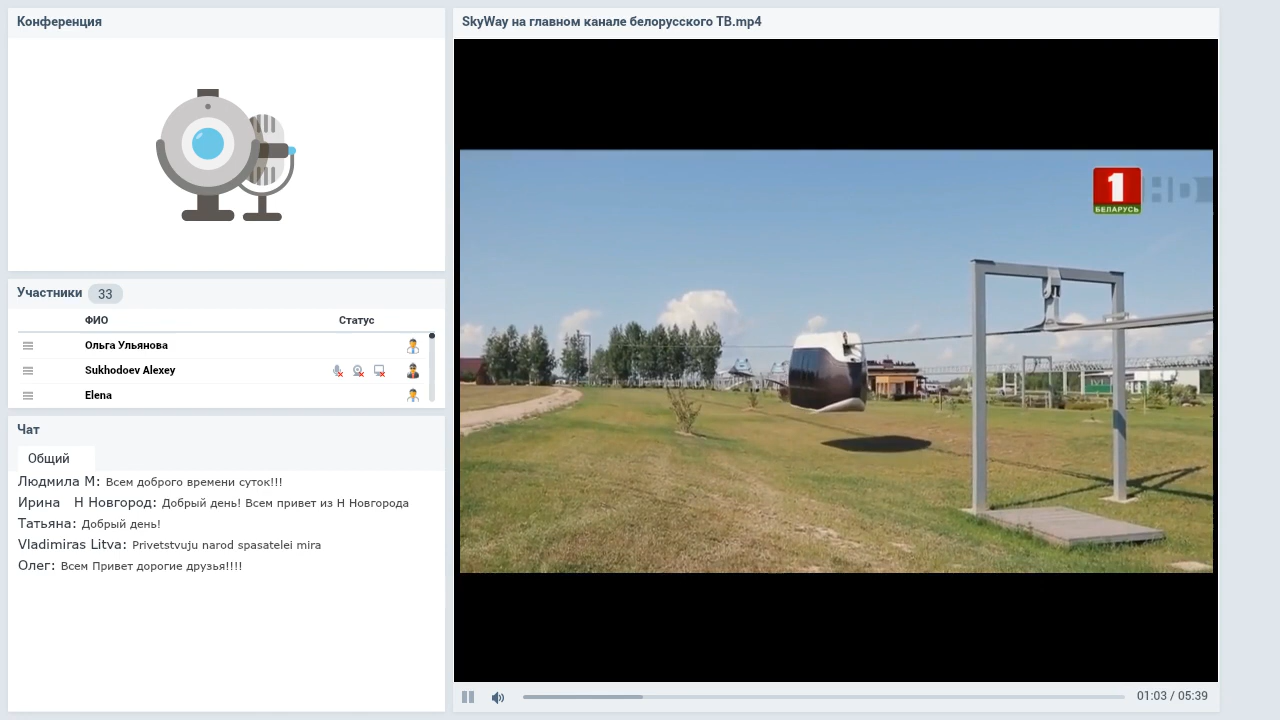 Конференция
Участники 33
ФИО Статус
Ольга Ульянова
Sukhodoev Alexey
Elena
Чат
Общий
Людмила М: Всем доброго времени суток!!!
Ирина Н Новгород: Добрый день! Всем привет из Н Новгорода
Татьяна: Добрый день!
Vladimiras Litva: Privetstvuju narod spasatelei mira
Олег: Всем Привет дорогие друзья!!!!
SkyWay на главном канале белорусского ТВ.mp4
1 HD
БЕЛАРУСЬ
01:03 / 05:39